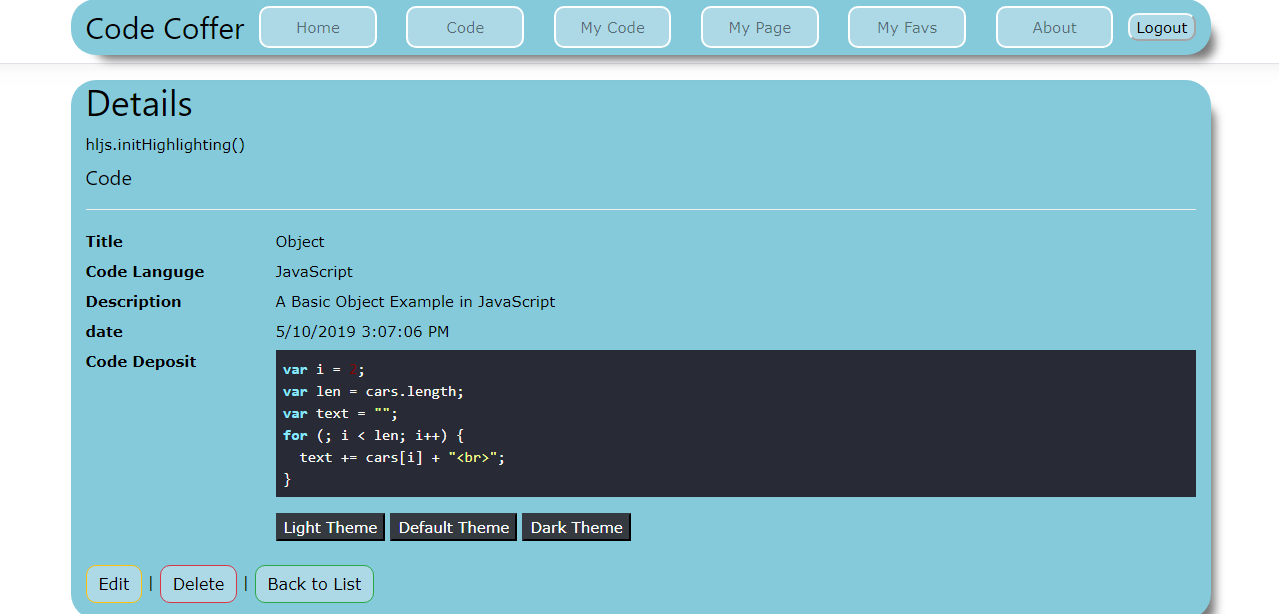 Code Coffer Home Code My Code My Page My Favs About Logout
Details
hljs.initHighlighting()
Code
Title Object
Code Languge JavaScript
Description A Basic Object Example in JavaScript
date 5/10/2019 3:07:06 PM
Code Deposit
var i = ;
var len = cars.length;
var text = "";
for (; i < len; i++) {
text += cars[i] + "<br>";
}
Light Theme Default Theme Dark Theme
Edit | Delete | Back to List